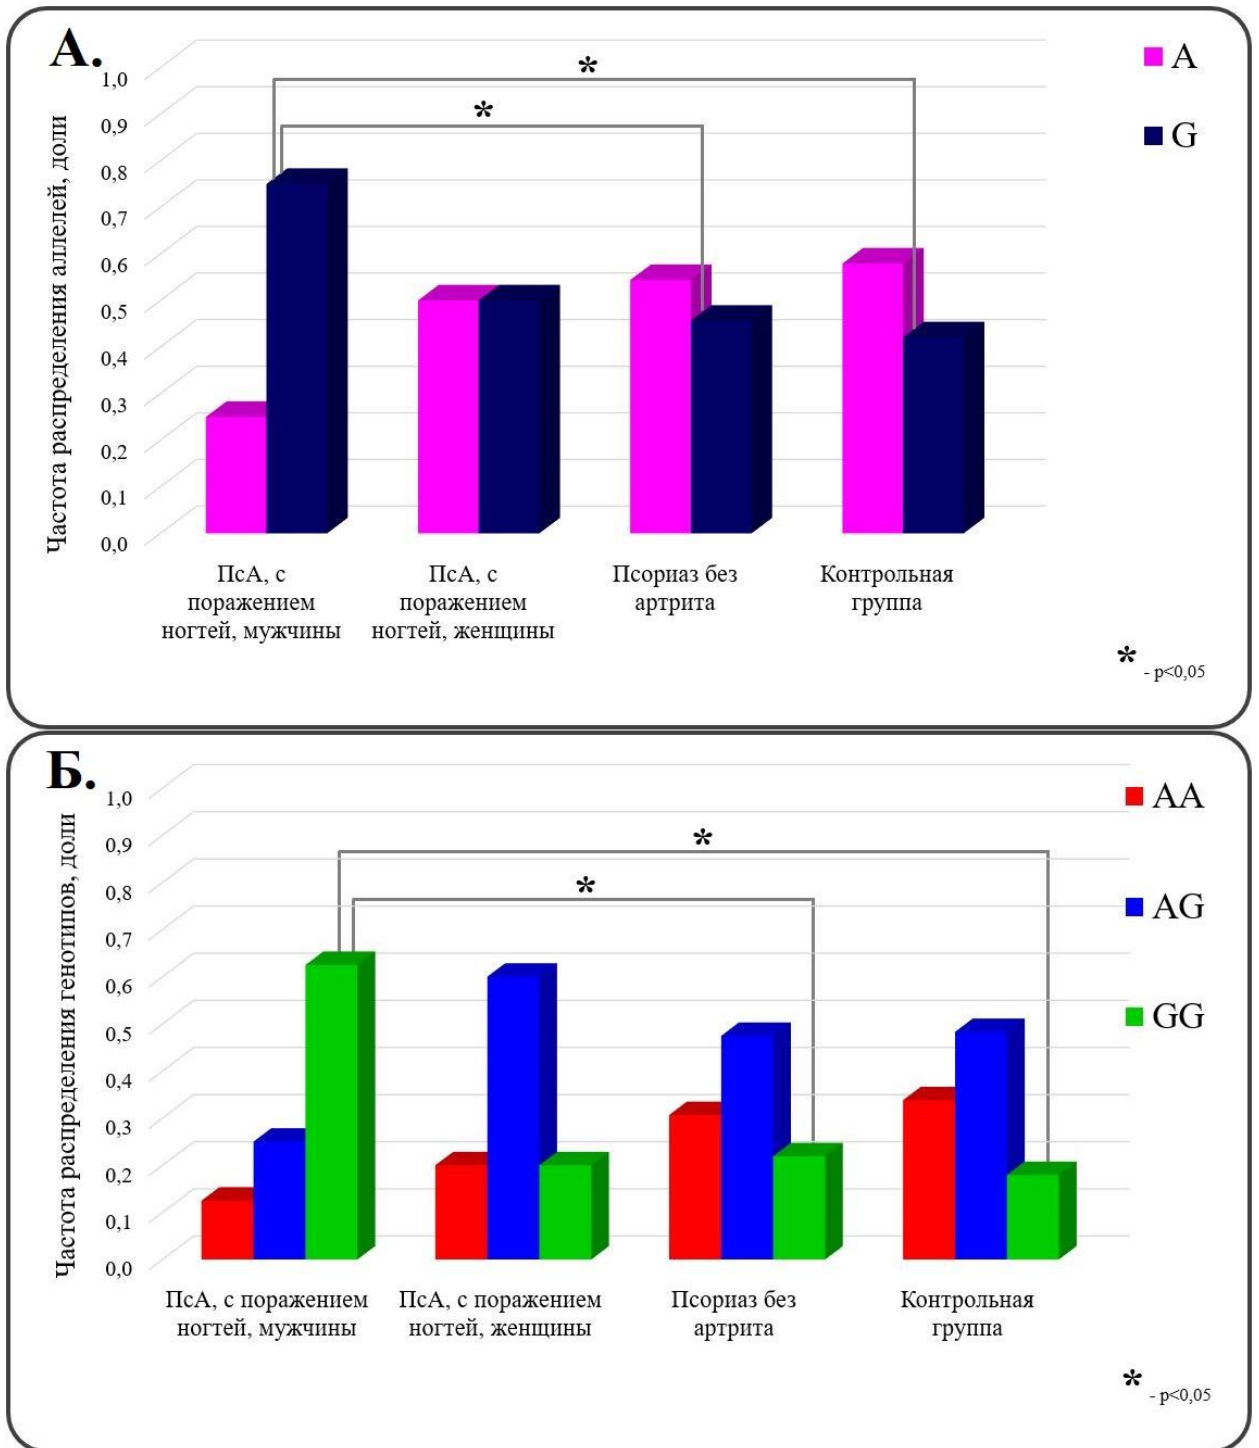 А.
A
G
Частота распределения аллелей, доли
1,0
0,9
0,8
0,7
0,6
0,5
0,4
0,3
0,2
0,1
0,0
*
*
ПсА, с
поражением
ногтей, мужчины
ПсА, с
поражением
ногтей, женщины
Псориаз без
артрита
Контрольная
группа
* - p<0,05
Б.
AA
AG
GG
Частота распределения генотипов, доли
1,0
0,9
0,8
0,7
0,6
0,5
0,4
0,3
0,2
0,1
0,0
*
*
ПсА, с поражением
ногтей, мужчины
ПсА, с поражением
ногтей, женщины
Псориаз без
артрита
Контрольная
группа
* - p<0,05